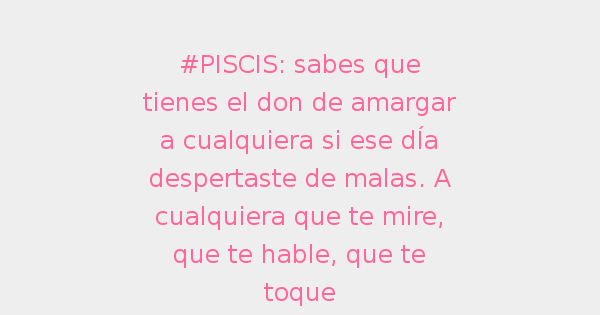 #PISCIS: sabes que
tienes el don de amargar
a cualquiera si ese dÍa
despertaste de malas. A
cualquiera que te mire,
que te hable, que te
toque